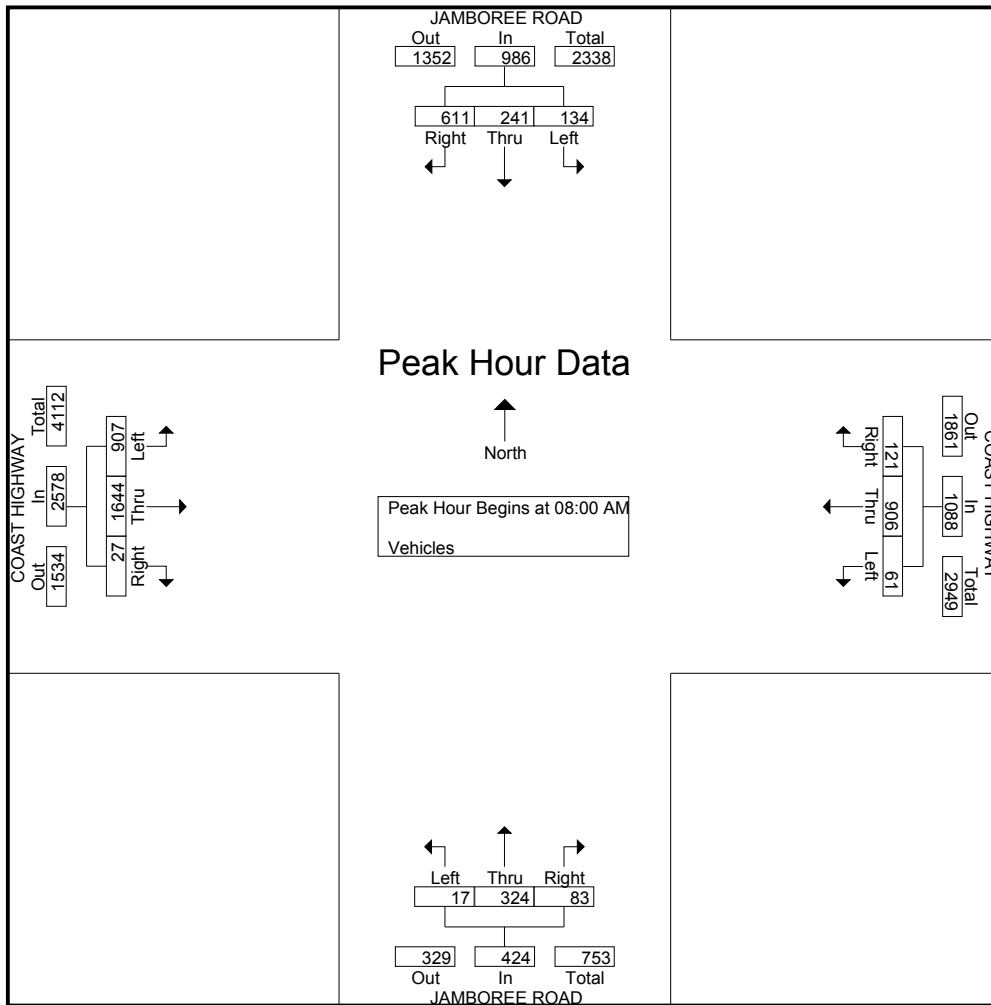 JAMBOREE ROAD
Out In Total
1352 986 2338
611 241 134
Right Thru Left
Peak Hour Data
North
Peak Hour Begins at 08:00 AM
Vehicles
COAST HIGHWAY
Out In Total
1534 2578 4112
27 1644 907
Right Thru Left
COAST HIGHWAY
Out In Total
1861 1088 2949
121 906 61
Right Thru Left
Left Thru Right
17 324 83
329 424 753
Out In Total
JAMBOREE ROAD